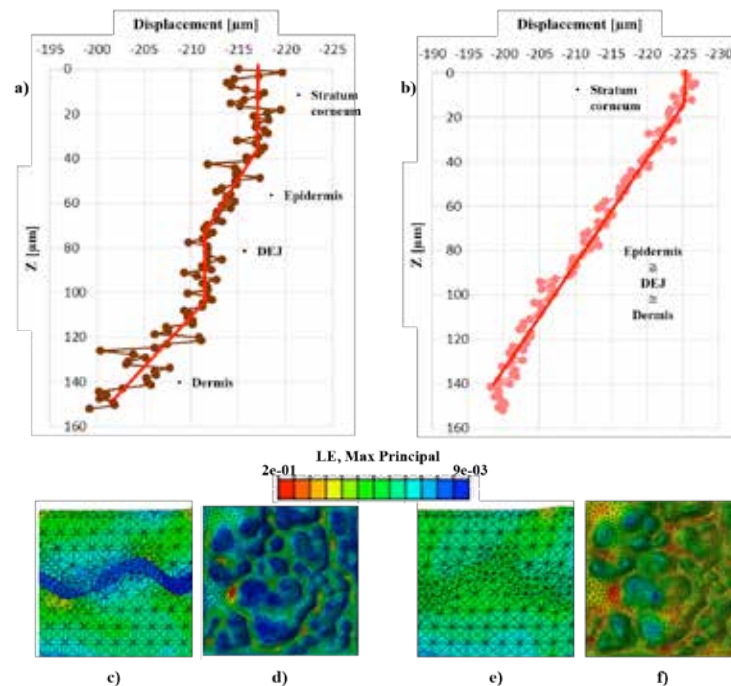 Displacement [µm]
-195 -200 -205 -210 -215 -220 -225
a)
0
20
40
60
80
100
120
140
160
Z [µm]
• Stratum
corneum
• Epidermis
• DEJ
• Dermis
Displacement [µm]
-190 -195 -200 -205 -210 -215 -220 -225 -230
b)
0
20
40
60
80
100
120
140
160
Z [µm]
• Stratum
corneum
Epidermis
≅
DEJ
≅
Dermis
LE, Max Principal
2e-01 9e-03
c) d) e) f)